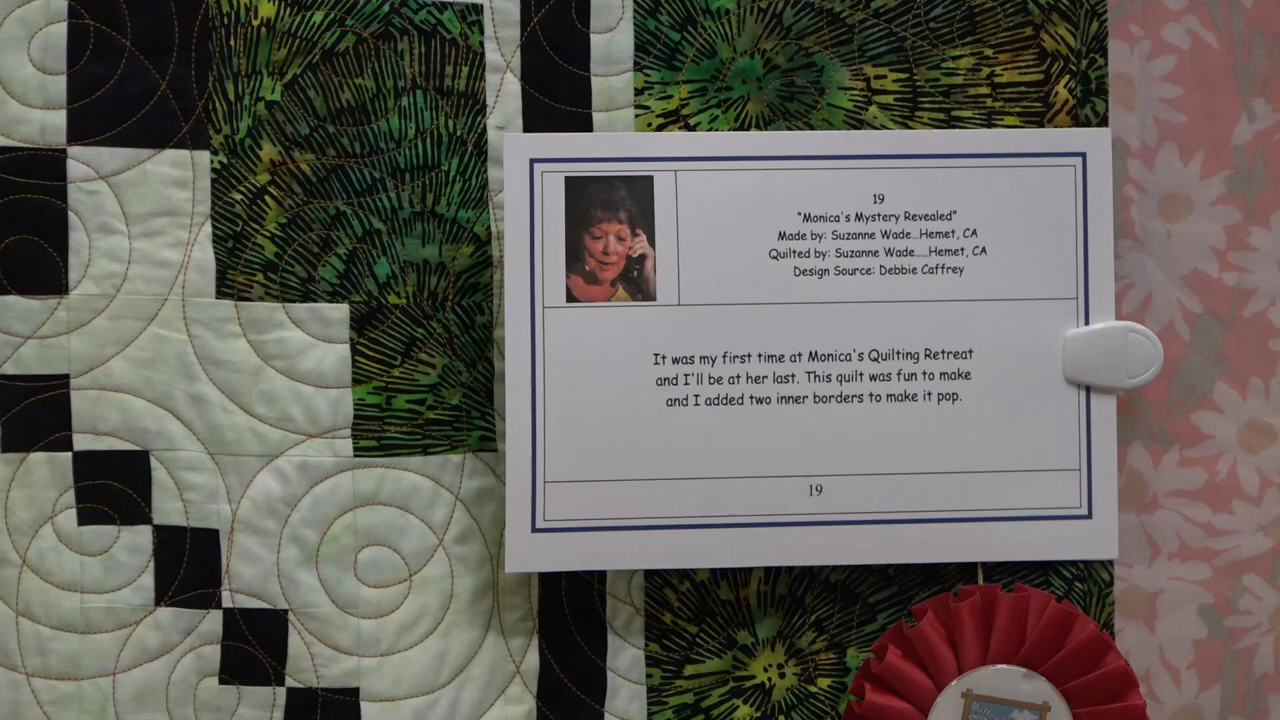 19
"Monica's Mystery Revealed"
Made by: Suzanne Wade...Hemet, CA
Quilted by: Suzanne Wade.....Hemet, CA
Design Source: Debbie Caffrey
It was my first time at Monica's Quilting Retreat
and I'll be at her last. This quilt was fun to make
and I added two inner borders to make it pop.
19